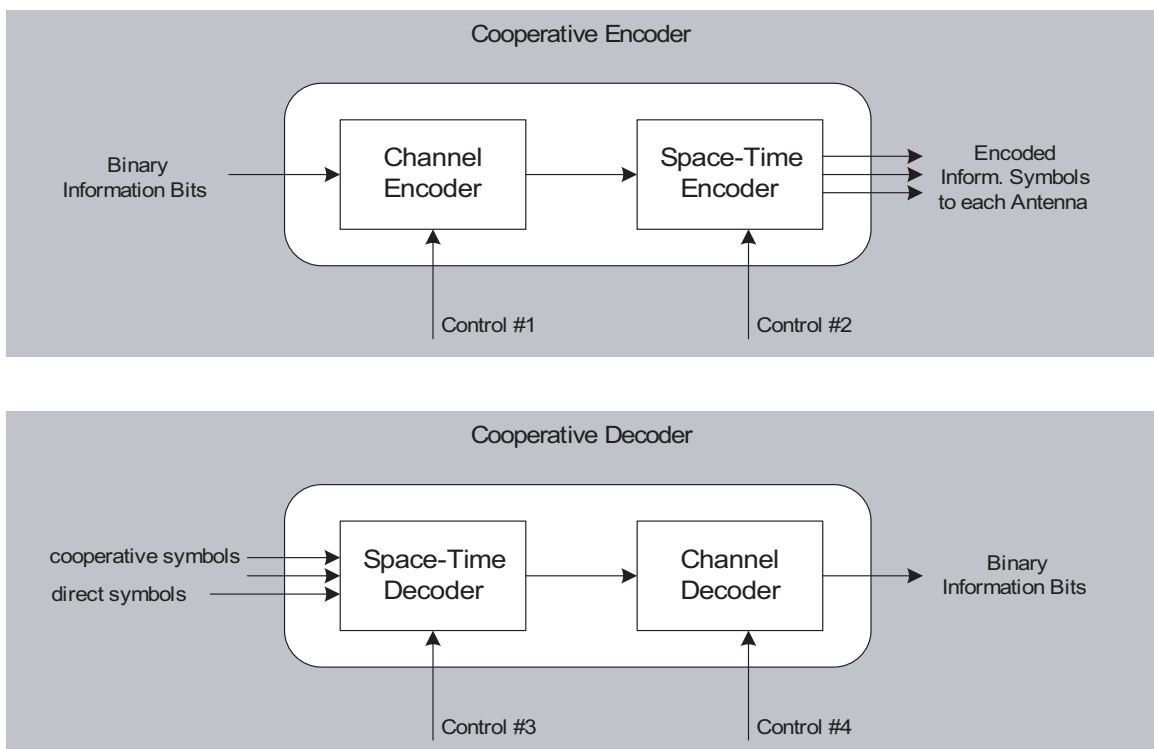 Cooperative Encoder
Binary
Information Bits
Channel
Encoder
Space-Time
Encoder
Encoded
Inform. Symbols
to each Antenna
Control #1
Control #2
Cooperative Decoder
cooperative symbols
direct symbols
Space-Time
Decoder
Channel
Decoder
Binary
Information Bits
Control #3
Control #4